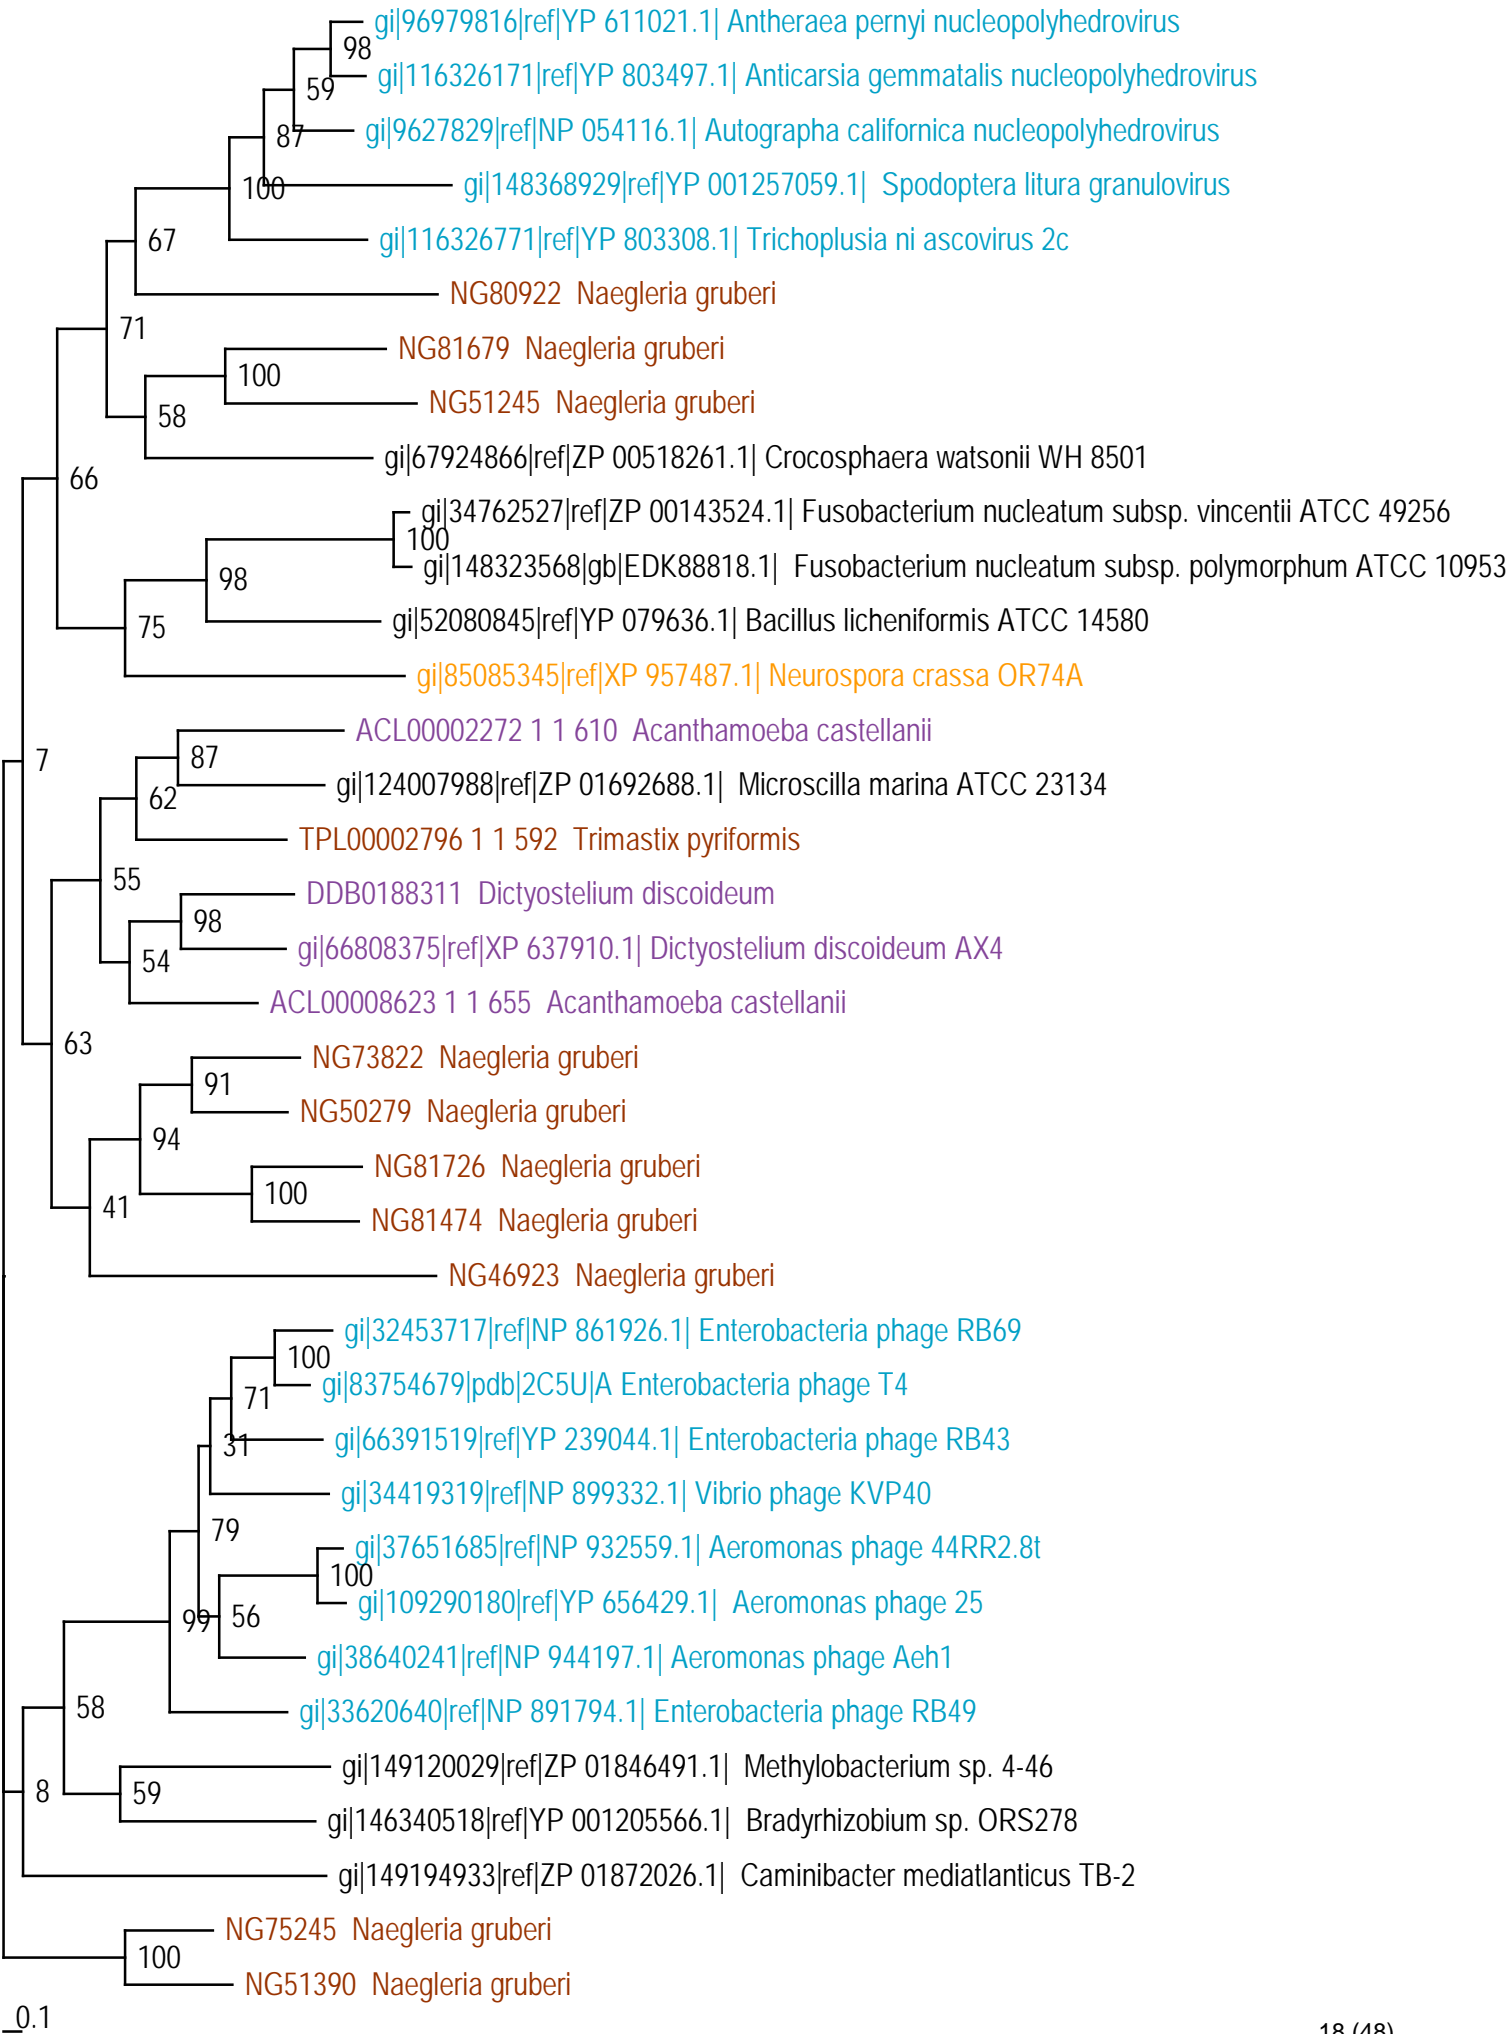 gi|96979816|ref|YP 611021.1| Antheraea pernyi nucleopolyhedrovirus
98
gi|116326171|ref|YP 803497.1| Anticarsia gemmatalis nucleopolyhedrovirus
59
gi|9627829|ref|NP 054116.1| Autographa californica nucleopolyhedrovirus
87
gi|148368929|ref|YP 001257059.1| Spodoptera litura granulovirus
100
gi|116326771|ref|YP 803308.1| Trichoplusia ni ascovirus 2c
67
NG80922 Naegleria gruberi
71
NG81679 Naegleria gruberi
100
NG51245 Naegleria gruberi
58
gi|67924866|ref|ZP 00518261.1| Crocosphaera watsonii WH 8501
66
gi|34762527|ref|ZP 00143524.1| Fusobacterium nucleatum subsp. vincentii ATCC 49256
100
gi|148323568|gb|EDK88818.1| Fusobacterium nucleatum subsp. polymorphum ATCC 10953
98
gi|52080845|ref|YP 079636.1| Bacillus licheniformis ATCC 14580
75
gi|85085345|ref|XP 957487.1| Neurospora crassa OR74A
ACL00002272 1 1 610 Acanthamoeba castellanii
7
87
gi|124007988|ref|ZP 01692688.1| Microscilla marina ATCC 23134
62
TPL00002796 1 1 592 Trimastix pyriformis
55
DDB0188311 Dictyostelium discoideum
98
gi|66808375|ref|XP 637910.1| Dictyostelium discoideum AX4
54
ACL00008623 1 1 655 Acanthamoeba castellanii
63
NG73822 Naegleria gruberi
91
NG50279 Naegleria gruberi
94
NG81726 Naegleria gruberi
100
41
NG81474 Naegleria gruberi
NG46923 Naegleria gruberi
gi|32453717|ref|NP 861926.1| Enterobacteria phage RB69
100
gi|83754679|pdb|2C5U|A Enterobacteria phage T4
71
gi|66391519|ref|YP 239044.1| Enterobacteria phage RB43
31
gi|34419319|ref|NP 899332.1| Vibrio phage KVP40
79
gi|37651685|ref|NP 932559.1| Aeromonas phage 44RR2.8t
100
gi|109290180|ref|YP 656429.1| Aeromonas phage 25
99
56
gi|38640241|ref|NP 944197.1| Aeromonas phage Aeh1
58
gi|33620640|ref|NP 891794.1| Enterobacteria phage RB49
gi|149120029|ref|ZP 01846491.1| Methylobacterium sp. 4-46
8
59
gi|146340518|ref|YP 001205566.1| Bradyrhizobium sp. ORS278
gi|149194933|ref|ZP 01872026.1| Caminibacter mediatlanticus TB-2
NG75245 Naegleria gruberi
100
NG51390 Naegleria gruberi
0.1
18 (48)